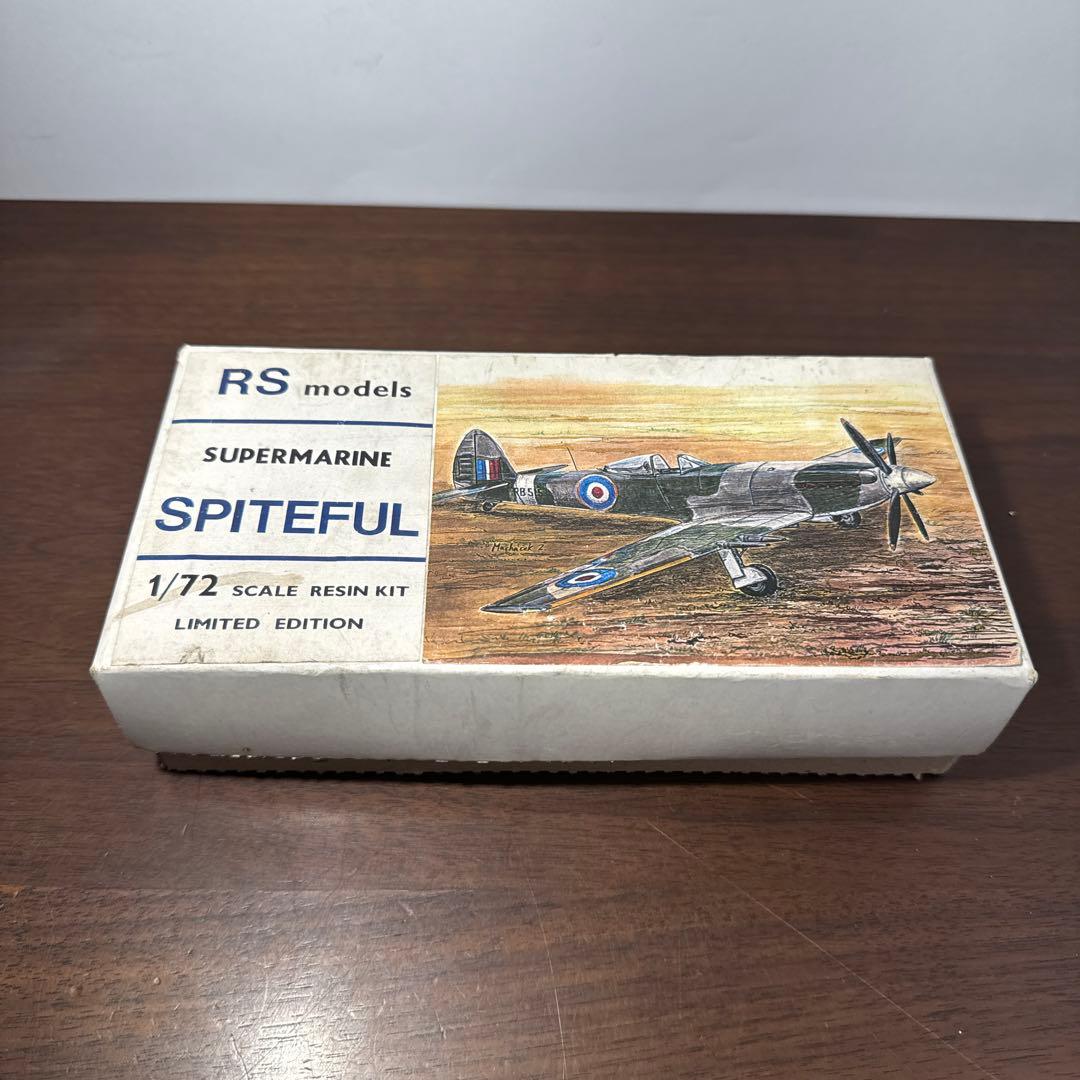 RS models
SUPERMARINE
SPITEFUL
1/72 SCALE RESIN KIT
LIMITED EDITION